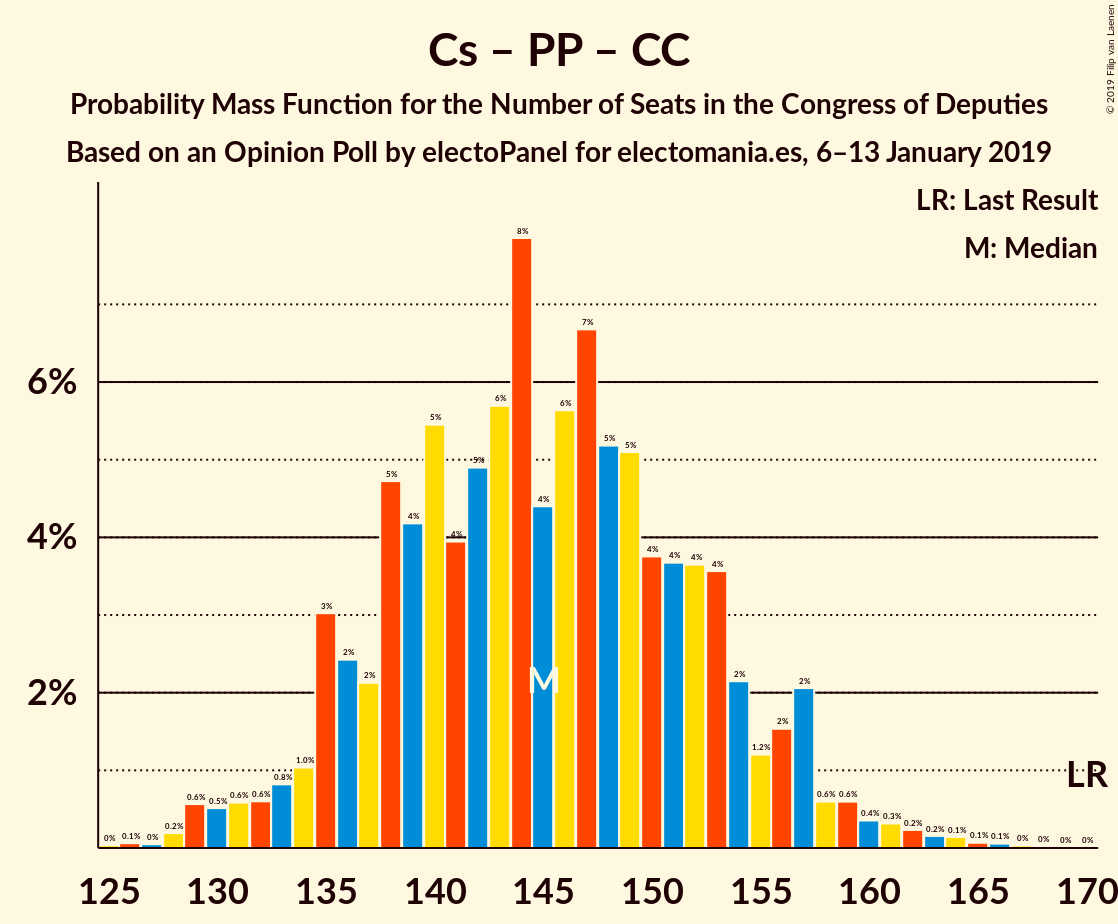 Cs – PP – CC
Probability Mass Function for the Number of Seats in the Congress of Deputies
Based on an Opinion Poll by electoPanel for electomania.es, 6–13 January 2019
© 2019 Filip van Laenen
LR: Last Result
M: Median
6%
4%
2%
0% 0.1% 0% 0.2% 0.6% 0.5% 0.6% 0.6% 0.8% 1.0% 3% 2% 2% 5% 4% 5% 4% 5% 6% 8% 4% 6% 7% 5% 5% 4% 4% 4% 4% 2% 1.2% 2% 2% 0.6% 0.6% 0.4% 0.3% 0.2% 0.2% 0.1% 0.1% 0.1% 0% 0% 0% 0%
M
LR
125 130 135 140 145 150 155 160 165 170